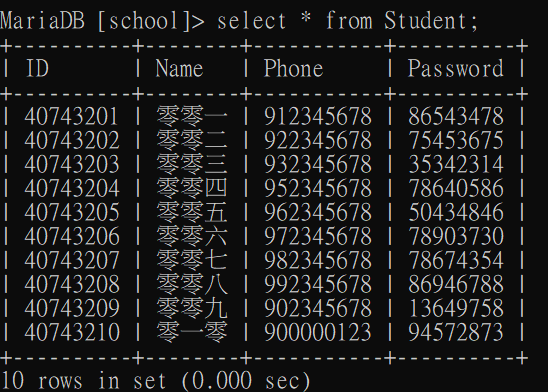 MariaDB [school]> select * from Student;
+----------+--------+-----------+----------+
| ID | Name | Phone | Password |
+----------+--------+-----------+----------+
| 40743201 | 零零一 | 912345678 | 86543478 |
| 40743202 | 零零二 | 922345678 | 75453675 |
| 40743203 | 零零三 | 932345678 | 35342314 |
| 40743204 | 零零四 | 952345678 | 78640586 |
| 40743205 | 零零五 | 962345678 | 50434846 |
| 40743206 | 零零六 | 972345678 | 78903730 |
| 40743207 | 零零七 | 982345678 | 78674354 |
| 40743208 | 零零八 | 992345678 | 86946788 |
| 40743209 | 零零九 | 902345678 | 13649758 |
| 40743210 | 零一零 | 900000123 | 94572873 |
+----------+--------+-----------+----------+
10 rows in set (0.000 sec)